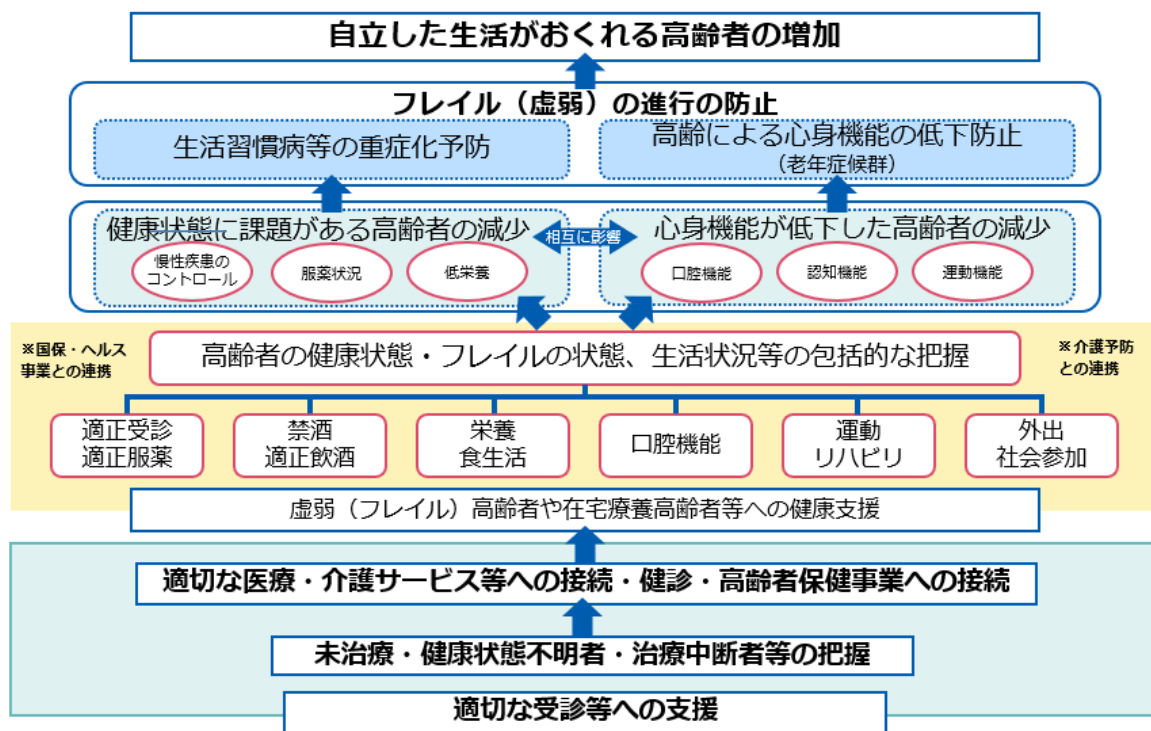 自立した生活がおくれる高齢者の増加
フレイル（虚弱）の進行の防止
生活習慣病等の重症化予防
高齢による心身機能の低下防止
（老年症候群）
健康状態に課題がある高齢者の減少
相互に影響
心身機能が低下した高齢者の減少
慢性疾患の
コントロール
服薬状況
低栄養
口腔機能
認知機能
運動機能
※国保・ヘルス
事業との連携
高齢者の健康状態・フレイルの状態、生活状況等の包括的な把握
※介護予防
との連携
適正受診
適正服薬
禁酒
適正飲酒
栄養
食生活
口腔機能
運動
リハビリ
外出
社会参加
虚弱（フレイル）高齢者や在宅療養高齢者等への健康支援
適切な医療・介護サービス等への接続・健診・高齢者保健事業への接続
未治療・健康状態不明者・治療中断者等の把握
適切な受診等への支援